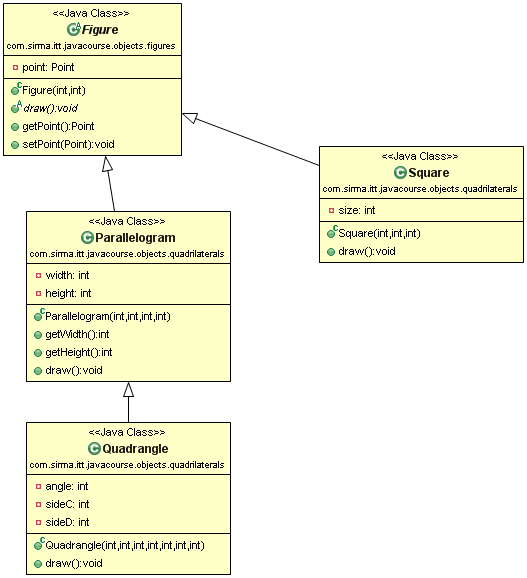 <<Java Class>>
Figure
com.sirma.itt.javacourse.objects.figures
point: Point
Figure(int,int)
draw():void
getPoint():Point
setPoint(Point):void
<<Java Class>>
Square
com.sirma.itt.javacourse.objects.quadrilaterals
size: int
Square(int,int,int)
draw():void
<<Java Class>>
Parallelogram
com.sirma.itt.javacourse.objects.quadrilaterals
width: int
height: int
Parallelogram(int,int,int,int)
getWidth():int
getHeight():int
draw():void
<<Java Class>>
Quadrangle
com.sirma.itt.javacourse.objects.quadrilaterals
angle: int
sideC: int
sideD: int
Quadrangle(int,int,int,int,int,int,int)
draw():void